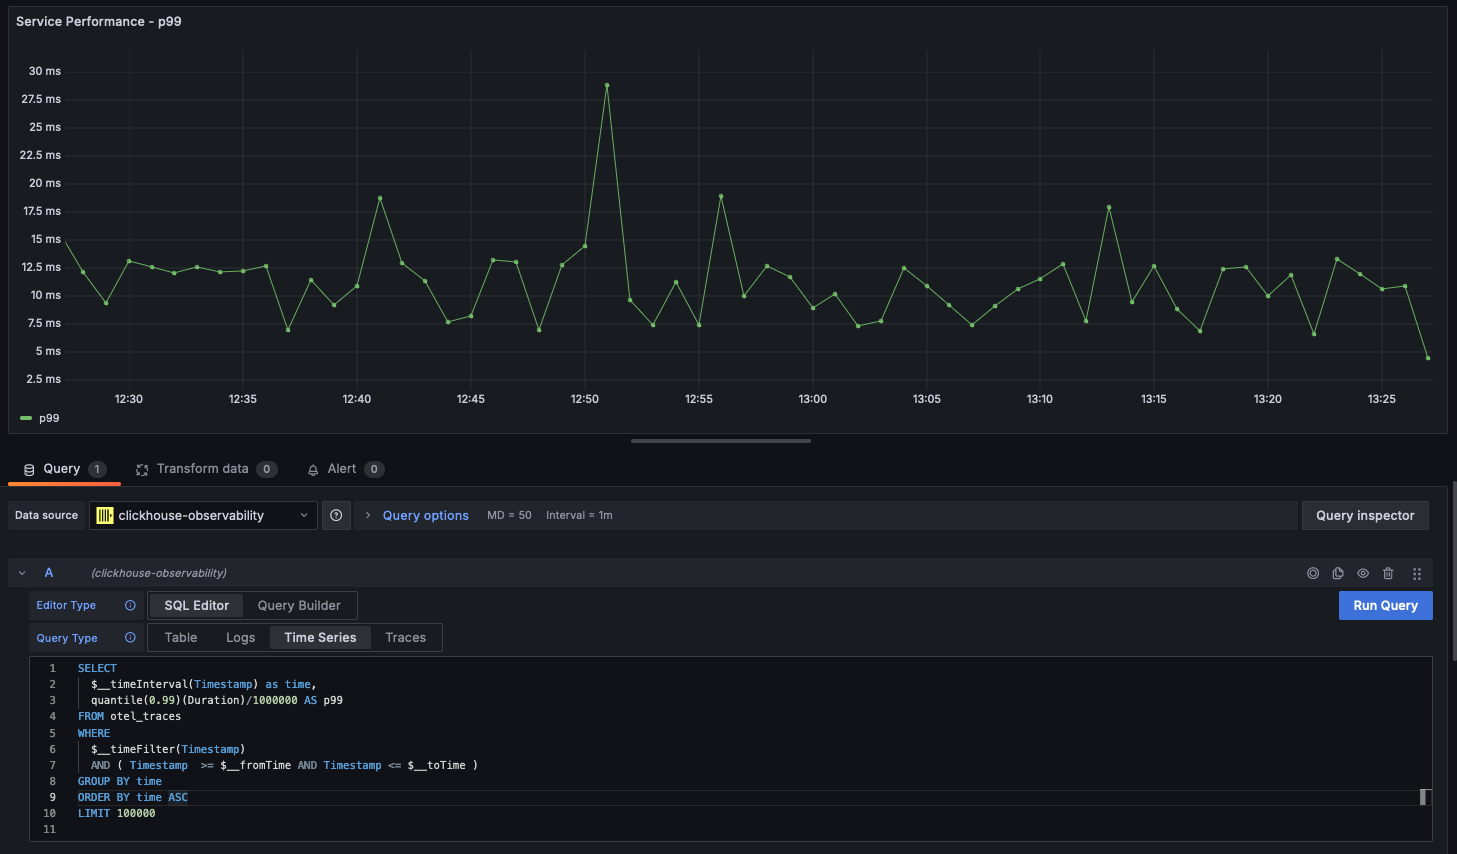 Service Performance - p99
30 ms
27.5 ms
25 ms
22.5 ms
20 ms
17.5 ms
15 ms
12.5 ms
10 ms
7.5 ms
5 ms
2.5 ms
12:30 12:35 12:40 12:45 12:50 12:55 13:00 13:05 13:10 13:15 13:20 13:25
p99
Query 1 Transform data 0 Alert 0
Data source clickhouse-observability Query options MD = 50 Interval = 1m Query inspector
A (clickhouse-observability)
Editor Type SQL Editor Query Builder Run Query
Query Type Table Logs Time Series Traces
1 SELECT
2 $__timeInterval(Timestamp) as time,
3 quantile(0.99)(Duration)/1000000 AS p99
4 FROM otel_traces
5 WHERE
6 $__timeFilter(Timestamp)
7 AND ( Timestamp  >= $__fromTime AND Timestamp <= $__toTime )
8 GROUP BY time
9 ORDER BY time ASC
10 LIMIT 100000
11